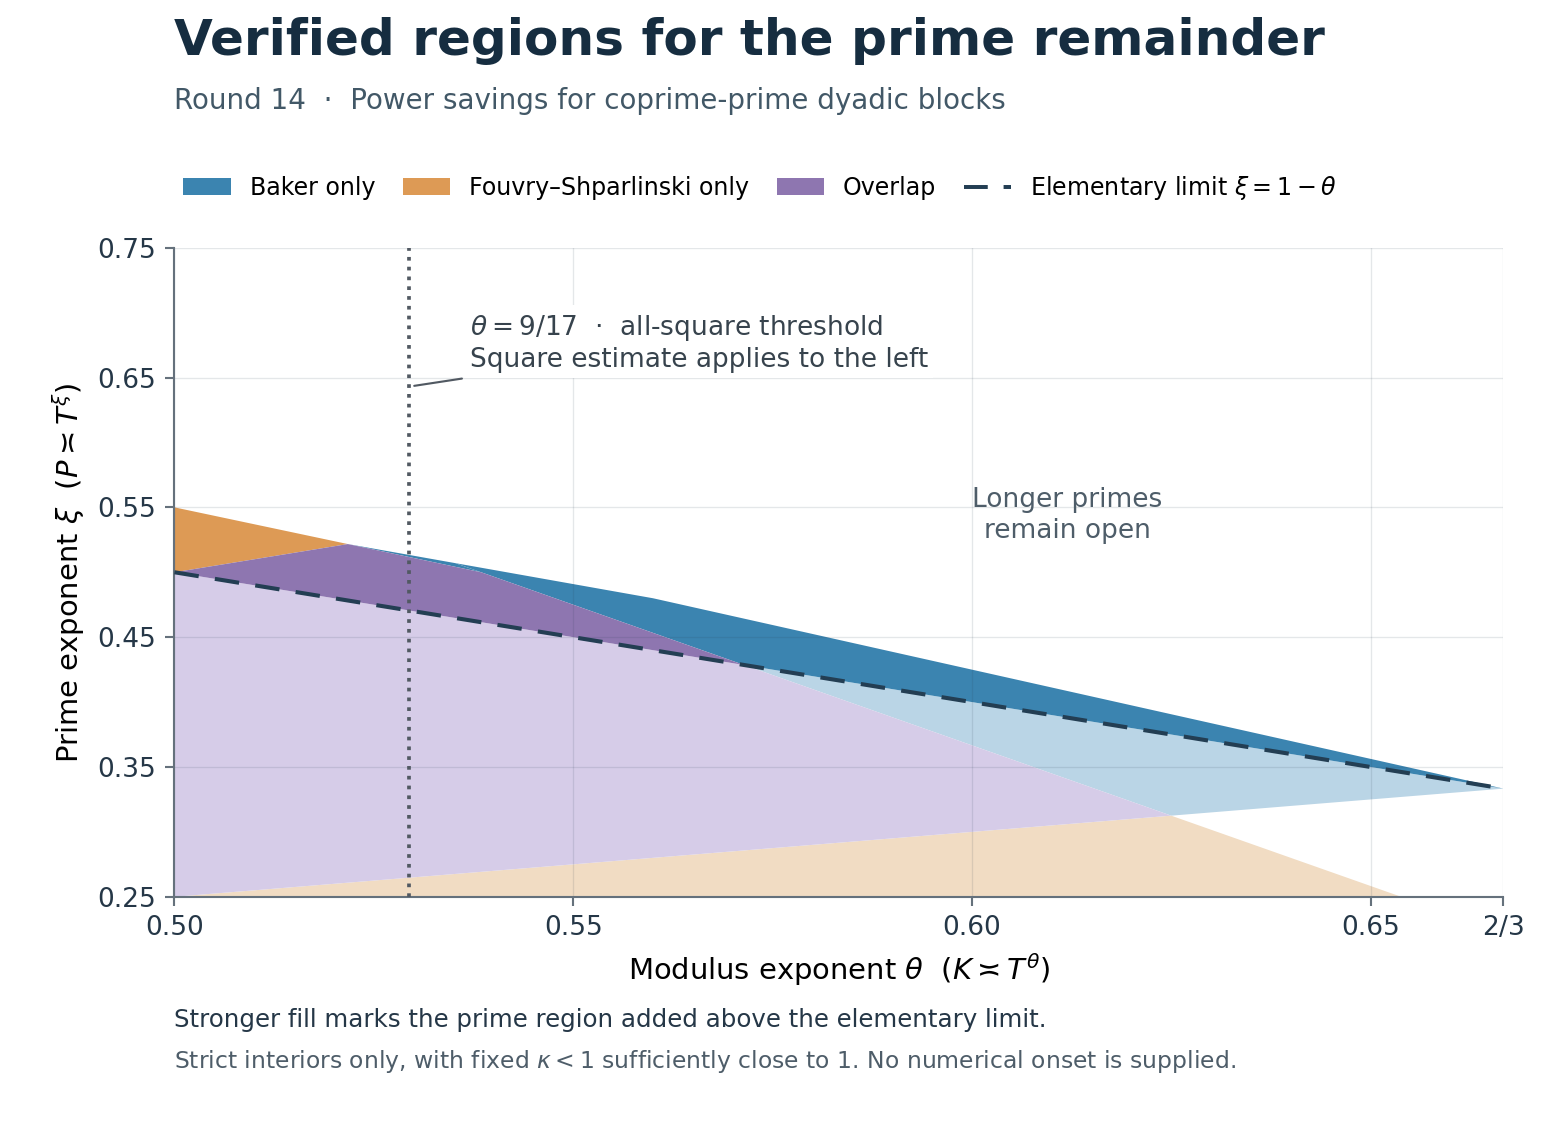 Verified regions for the prime remainder
Round 14 · Power savings for coprime-prime dyadic blocks
Baker only
Fouvry–Shparlinski only
Overlap
Elementary limit ξ = 1 − θ
0.75
0.65
0.55
0.45
0.35
0.25
Prime exponent ξ (P ≍ T^ξ)
θ = 9/17 · all-square threshold
Square estimate applies to the left
Longer primes
remain open
0.50
0.55
0.60
0.65
2/3
Modulus exponent θ (K ≍ T^θ)
Stronger fill marks the prime region added above the elementary limit.
Strict interiors only, with fixed κ < 1 sufficiently close to 1. No numerical onset is supplied.